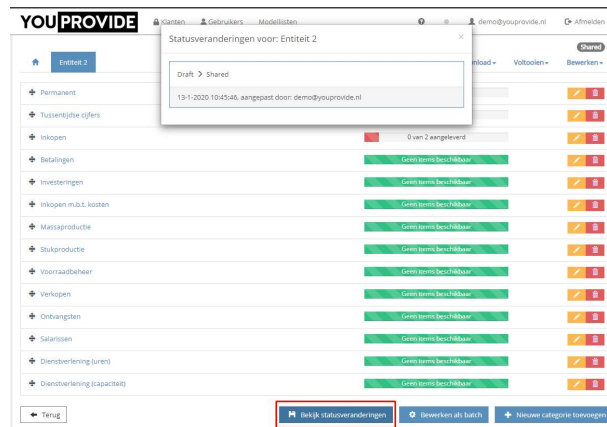 YOUPROVIDE
Klanten Gebruikers Modellijsten demo@youprovide.nl Afmelden
Statusveranderingen voor: Entiteit 2 ×
Shared
Entiteit 2 Voltooien Bewerken
Draft > Shared
13-1-2020 10:45:46, aangepast door: demo@youprovide.nl
Permanent
Tussentijdse cijfers
Inkopen 0 van 2 aangeleverd
Betalingen Geen items beschikbaar
Investeringen Geen items beschikbaar
Inkopen m.b.t. kosten Geen items beschikbaar
Massaproductie Geen items beschikbaar
Stukproductie Geen items beschikbaar
Voorraadbeheer Geen items beschikbaar
Verkopen Geen items beschikbaar
Ontvangsten Geen items beschikbaar
Salarissen Geen items beschikbaar
Dienstverlening (uren) Geen items beschikbaar
Dienstverlening (capaciteit) Geen items beschikbaar
Terug Bekijk statusveranderingen Bewerken als batch Nieuwe categorie toevoegen